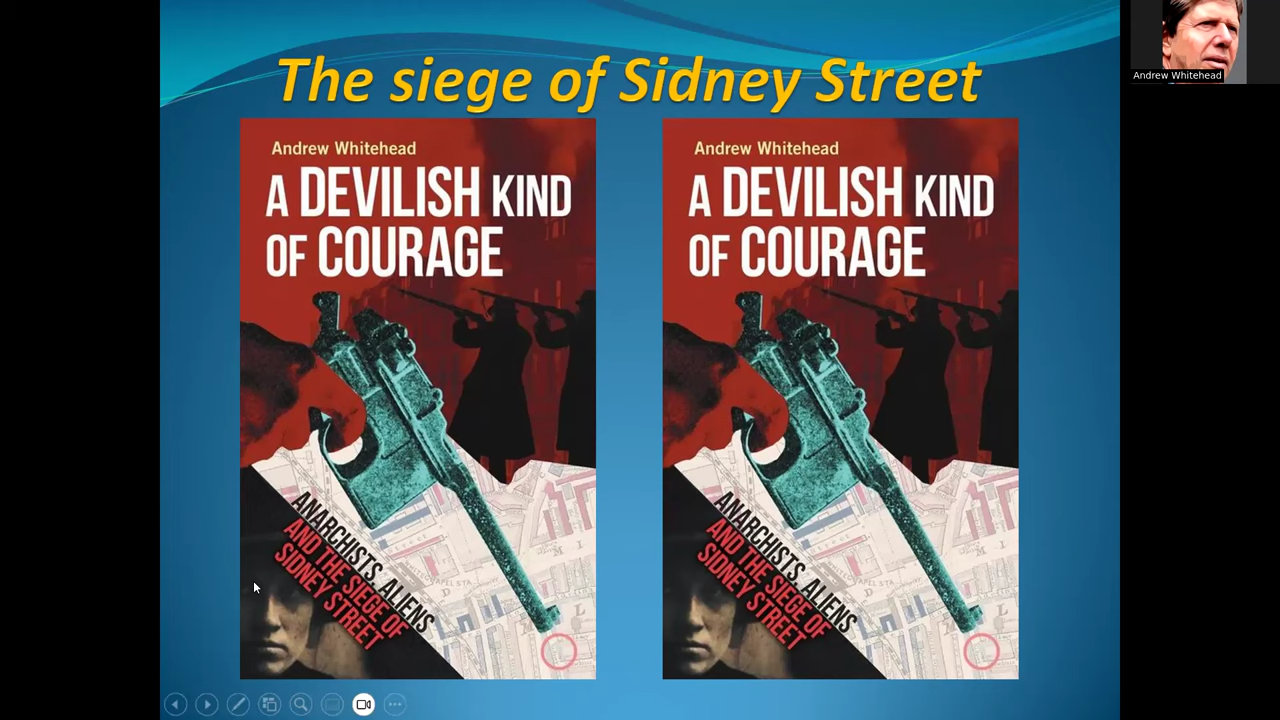 The siege of Sidney Street
Andrew Whitehead
A DEVILISH KIND
OF COURAGE
ANARCHISTS, ALIENS
AND THE SIEGE OF
SIDNEY STREET
Andrew Whitehead
A DEVILISH KIND
OF COURAGE
ANARCHISTS, ALIENS
AND THE SIEGE OF
SIDNEY STREET
Andrew Whitehead